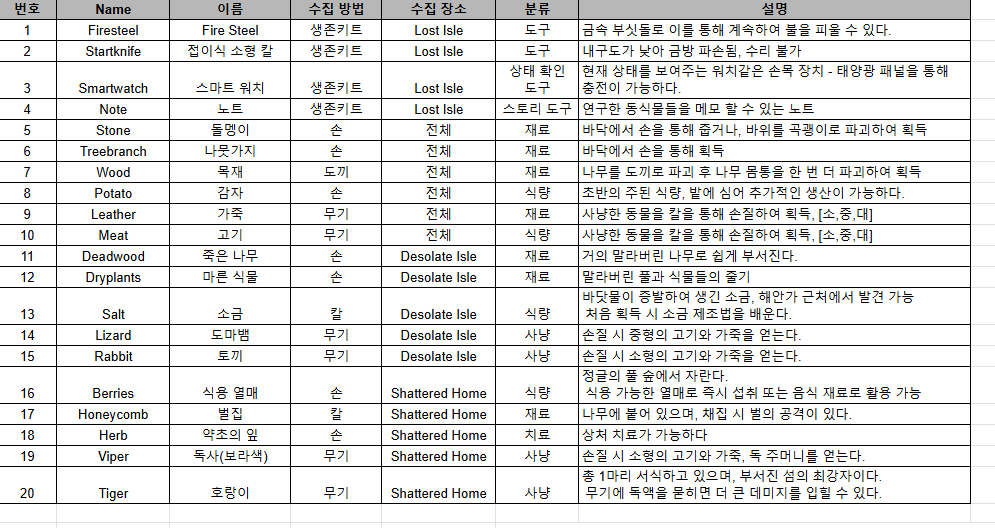 번호 Name 이름 수집 방법 수집 장소 분류 설명
1 Firesteel Fire Steel 생존키트 Lost Isle 도구 금속 부싯돌로 이를 통해 계속하여 불을 피울 수 있다.
2 Startknife 접이식 소형 칼 생존키트 Lost Isle 도구 내구도가 낮아 금방 파손됨, 수리 불가
3 Smartwatch 스마트 워치 생존키트 Lost Isle 상태 확인 도구 현재 상태를 보여주는 워치같은 손목 장치 - 태양광 패널을 통해
충전이 가능하다.
4 Note 노트 생존키트 Lost Isle 스토리 도구 연구한 동식물들을 메모 할 수 있는 노트
5 Stone 돌멩이 손 전체 재료 바닥에서 손을 통해 줍거나, 바위를 곡괭이로 파괴하여 획득
6 Treebranch 나뭇가지 손 전체 재료 바닥에서 손을 통해 획득
7 Wood 목재 도끼 전체 재료 나무를 도끼로 파괴 후 나무 몸통을 한 번 더 파괴하여 획득
8 Potato 감자 손 전체 식량 초반의 주된 식량, 밭에 심어 추가적인 생산이 가능하다.
9 Leather 가죽 무기 전체 재료 사냥한 동물을 칼을 통해 손질하여 획득, [소,중,대]
10 Meat 고기 무기 전체 식량 사냥한 동물을 칼을 통해 손질하여 획득, [소,중,대]
11 Deadwood 죽은 나무 손 Desolate Isle 재료 거의 말라버린 나무로 쉽게 부서진다.
12 Dryplants 마른 식물 손 Desolate Isle 재료 말라버린 풀과 식물들의 줄기
13 Salt 소금 칼 Desolate Isle 식량 바닷물이 증발하여 생긴 소금, 해안가 근처에서 발견 가능
처음 획득 시 소금 제조법을 배운다.
14 Lizard 도마뱀 무기 Desolate Isle 사냥 손질 시 중형의 고기와 가죽을 얻는다.
15 Rabbit 토끼 무기 Desolate Isle 사냥 손질 시 소형의 고기와 가죽을 얻는다.
16 Berries 식용 열매 손 Shattered Home 식량 정글의 풀 숲에서 자란다.
식용 가능한 열매로 즉시 섭취 또는 음식 재료로 활용 가능
17 Honeycomb 벌집 칼 Shattered Home 재료 나무에 붙어 있으며, 채집 시 벌의 공격이 있다.
18 Herb 약초의 잎 손 Shattered Home 치료 상처 치료가 가능하다
19 Viper 독사(보라색) 무기 Shattered Home 사냥 손질 시 소형의 고기와 가죽, 독 주머니를 얻는다.
20 Tiger 호랑이 무기 Shattered Home 사냥 총 1마리 서식하고 있으며, 부서진 섬의 최강자이다.
무기에 독액을 묻히면 더 큰 데미지를 입힐 수 있다.